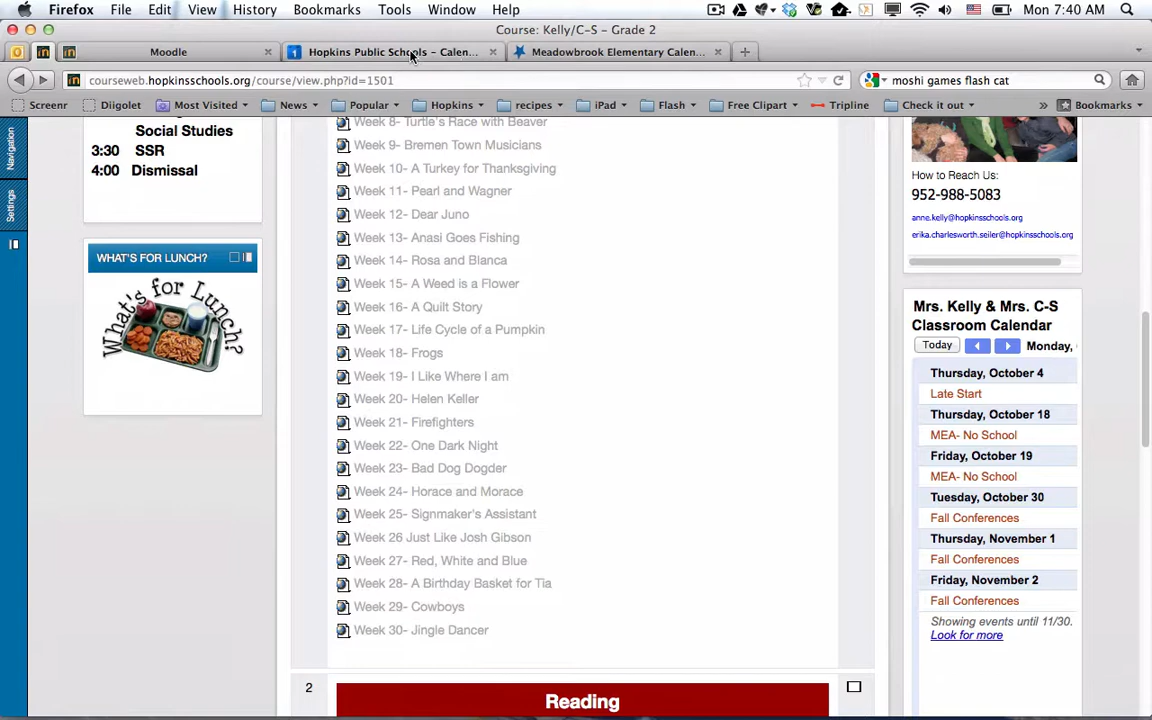 Firefox File Edit View History Bookmarks Tools Window Help Mon 7:40 AM
Course: Kelly/C-S – Grade 2
Moodle Hopkins Public Schools – Calen... Meadowbrook Elementary Calen...
courseweb.hopkinsschools.org/course/view.php?id=1501 moshi games flash cat
Screenr Diigolet Most Visited News Popular Hopkins recipes iPad Flash Free Clipart Tripline Check it out » Bookmarks
Navigation
Settings
Social Studies
3:30 SSR
4:00 Dismissal
WHAT'S FOR LUNCH?
What's for Lunch?
Week 8- Turtle's Race with Beaver
Week 9- Bremen Town Musicians
Week 10- A Turkey for Thanksgiving
Week 11- Pearl and Wagner
Week 12- Dear Juno
Week 13- Anasi Goes Fishing
Week 14- Rosa and Blanca
Week 15- A Weed is a Flower
Week 16- A Quilt Story
Week 17- Life Cycle of a Pumpkin
Week 18- Frogs
Week 19- I Like Where I am
Week 20- Helen Keller
Week 21- Firefighters
Week 22- One Dark Night
Week 23- Bad Dog Dogder
Week 24- Horace and Morace
Week 25- Signmaker's Assistant
Week 26 Just Like Josh Gibson
Week 27- Red, White and Blue
Week 28- A Birthday Basket for Tia
Week 29- Cowboys
Week 30- Jingle Dancer
2
Reading
How to Reach Us:
952-988-5083
anne.kelly@hopkinsschools.org
erika.charlesworth.seiler@hopkinsschools.org
Mrs. Kelly & Mrs. C-S
Classroom Calendar
Today Monday,
Thursday, October 4
Late Start
Thursday, October 18
MEA- No School
Friday, October 19
MEA- No School
Tuesday, October 30
Fall Conferences
Thursday, November 1
Fall Conferences
Friday, November 2
Fall Conferences
Showing events until 11/30.
Look for more